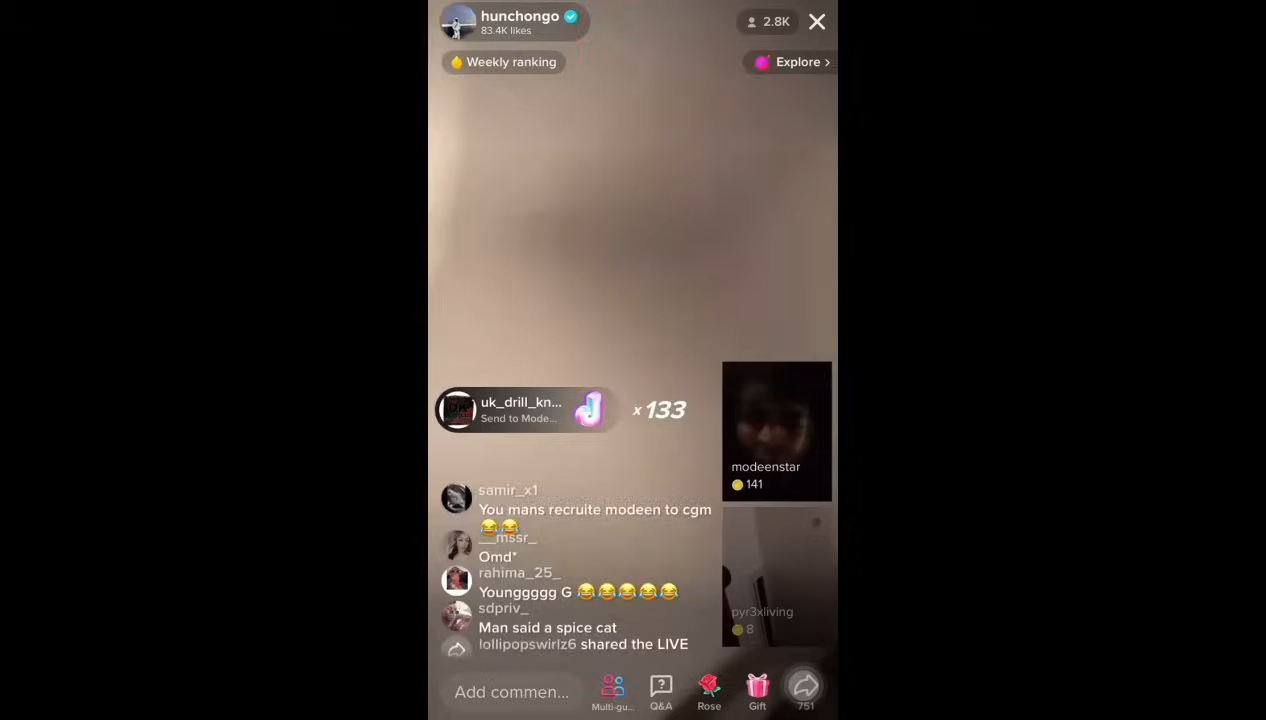 hunchongo
83.4K likes
2.8K
Weekly ranking
Explore >
uk_drill_kn...
Send to Mode...
x 133
modeenstar
141
samir_x1
You mans recruite modeen to cgm
😂😂
__mssr_
Omd*
rahima_25_
Younggggg G 😂😂😂😂😂
sdpriv_
Man said a spice cat
lollipopswirlz6 shared the LIVE
pyr3xliving
8
Add commen...
Multi-gu...
Q&A
Rose
Gift
751